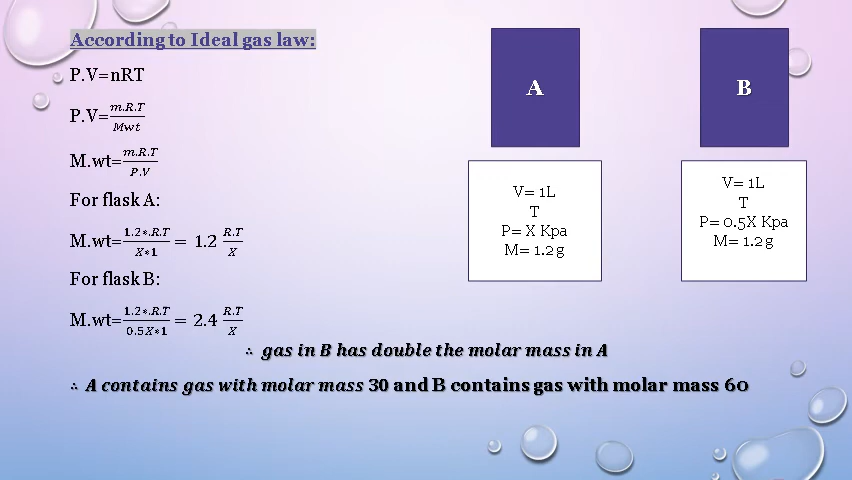 According to Ideal gas law:
P.V=nRT
P.V=m.R.T/Mwt
M.wt=m.R.T/P.V
For flask A:
M.wt=1.2*.R.T/X*1 = 1.2 R.T/X
For flask B:
M.wt=1.2*.R.T/0.5X*1 = 2.4 R.T/X
∴ gas in B has double the molar mass in A
∴ A contains gas with molar mass 30 and B contains gas with molar mass 60
A
V= 1L
T
P= X Kpa
M= 1.2g
B
V= 1L
T
P= 0.5X Kpa
M= 1.2g